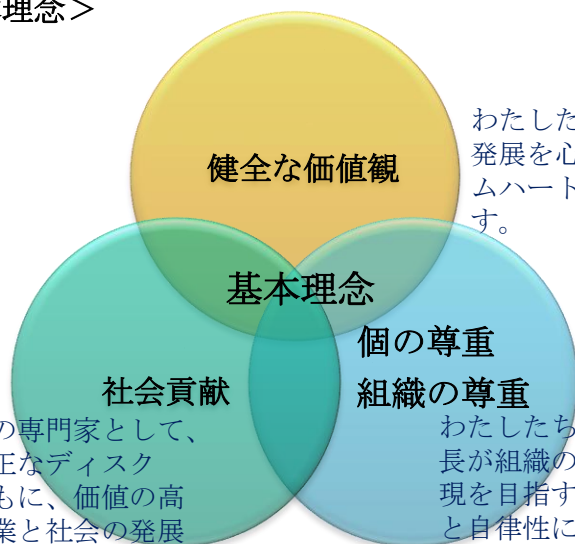 理念＞
健全な価値観
わたした
発展を心
ムハート
す。
基本理念
個の尊重
組織の尊重
社会貢献
の専門家として、
正なディスク
もに、価値の高
業と社会の発展
わたしたち
長が組織の
現を目指す
と自律性に